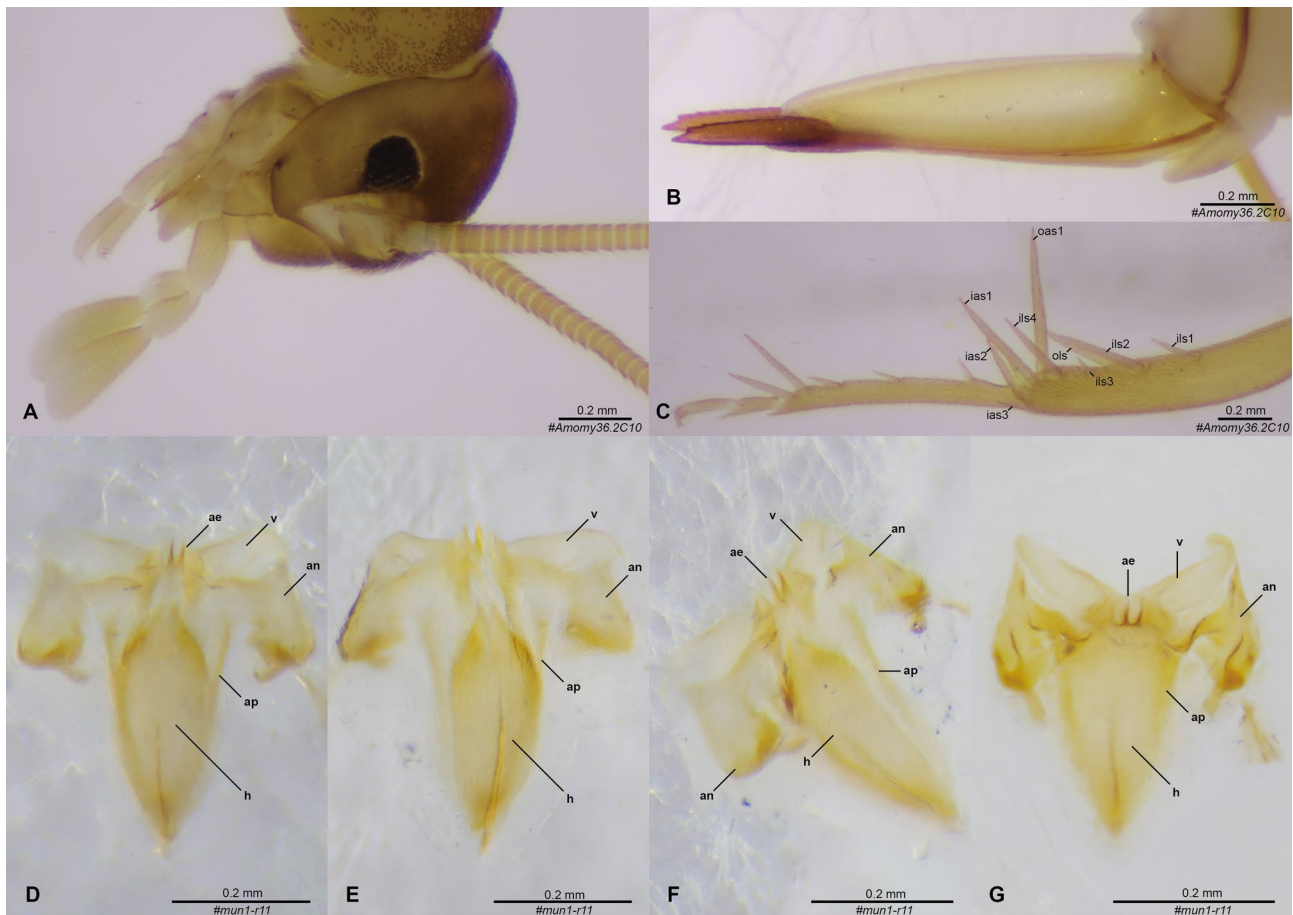 A
0.2 mm
#Amomy36.2C10
B
0.2 mm
#Amomy36.2C10
oas1
ias1
ils4
ils2
ils1
ias2
ols
ils3
ias3
C
0.2 mm
#Amomy36.2C10
ae
v
an
ap
h
D
0.2 mm
#mun1-r11
v
an
ap
h
E
0.2 mm
#mun1-r11
v
an
ae
ap
h
an
F
0.2 mm
#mun1-r11
v
ae
an
ap
h
G
0.2 mm
#mun1-r11